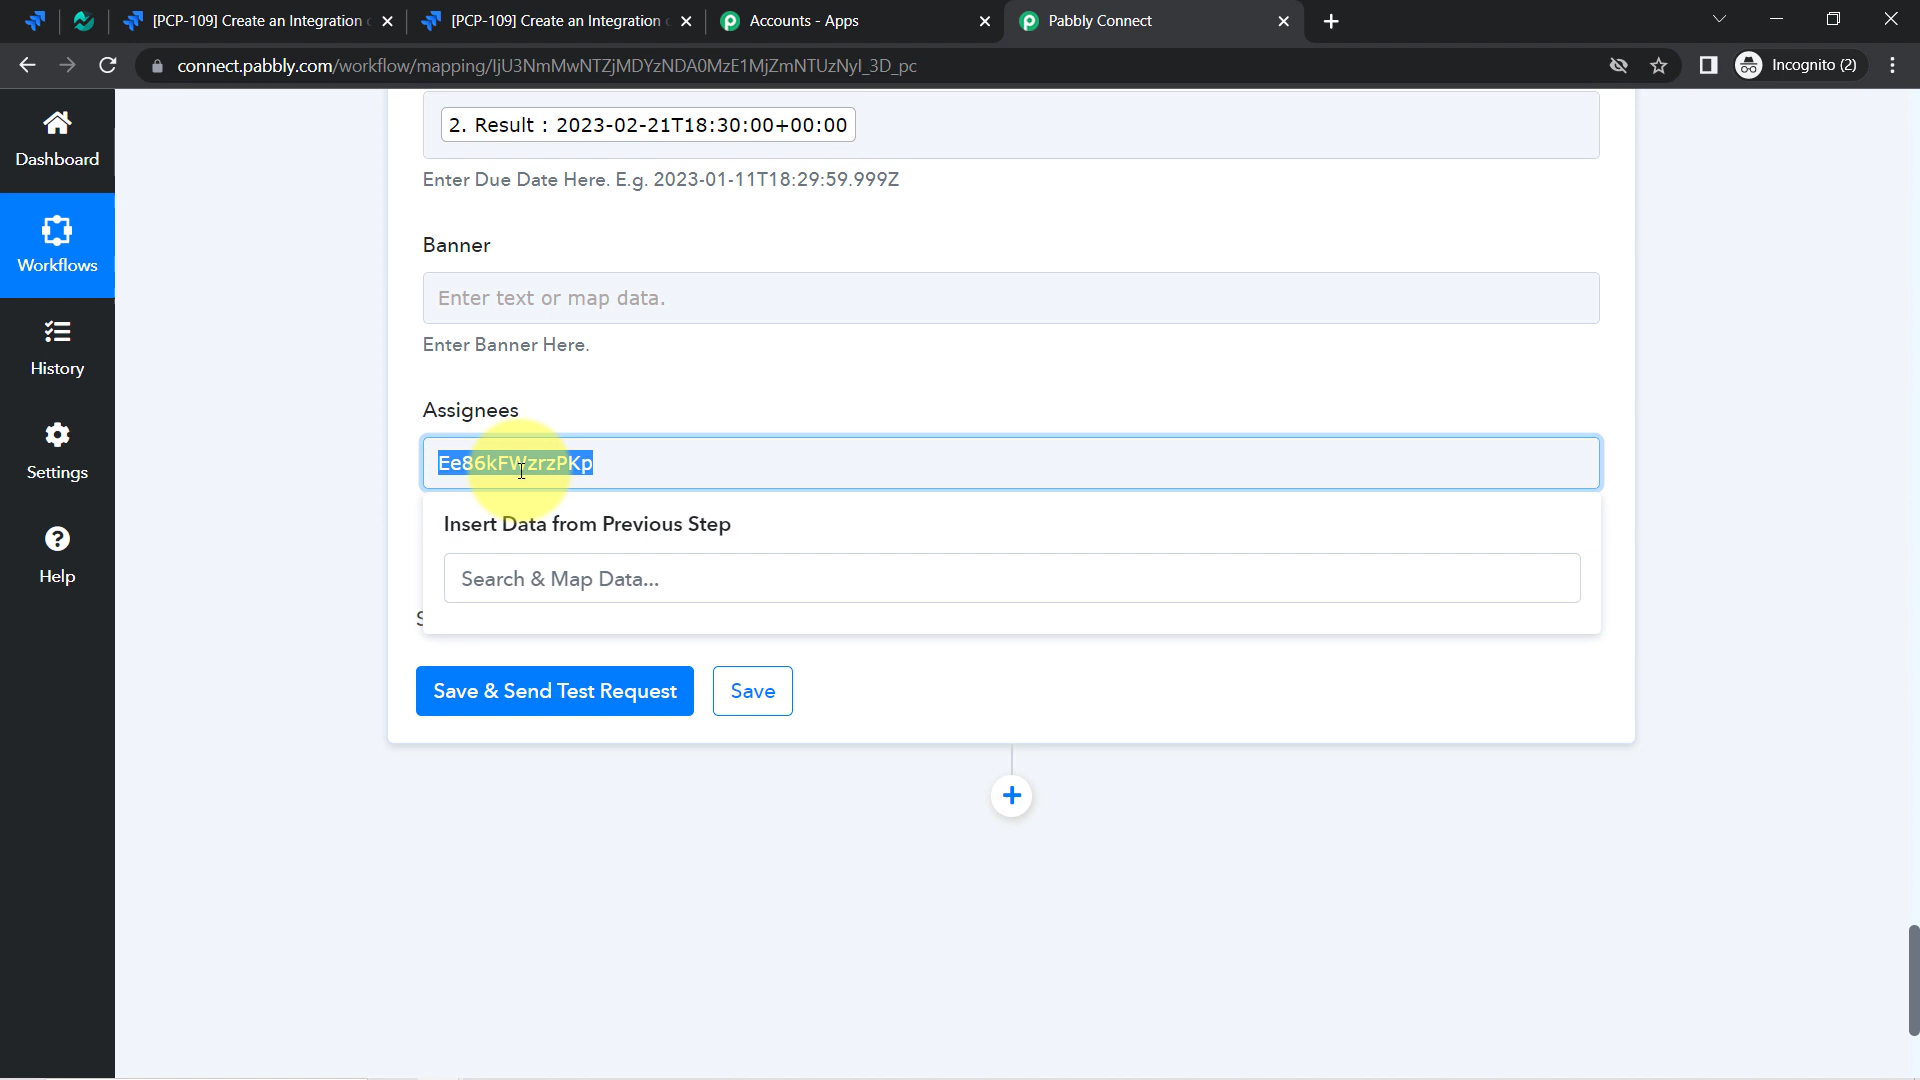 [PCP-109] Create an Integration
[PCP-109] Create an Integration
Accounts - Apps
Pabbly Connect
connect.pabbly.com/workflow/mapping/IjU3NmMwNTZjMDYzNDA0MzE1MjZmNTUzNyI_3D_pc
Incognito (2)
Dashboard
Workflows
History
Settings
Help
2. Result : 2023-02-21T18:30:00+00:00
Enter Due Date Here. E.g. 2023-01-11T18:29:59.999Z
Banner
Enter text or map data.
Enter Banner Here.
Assignees
Ee86kFWzrzPKp
Insert Data from Previous Step
Search & Map Data...
Save & Send Test Request
Save